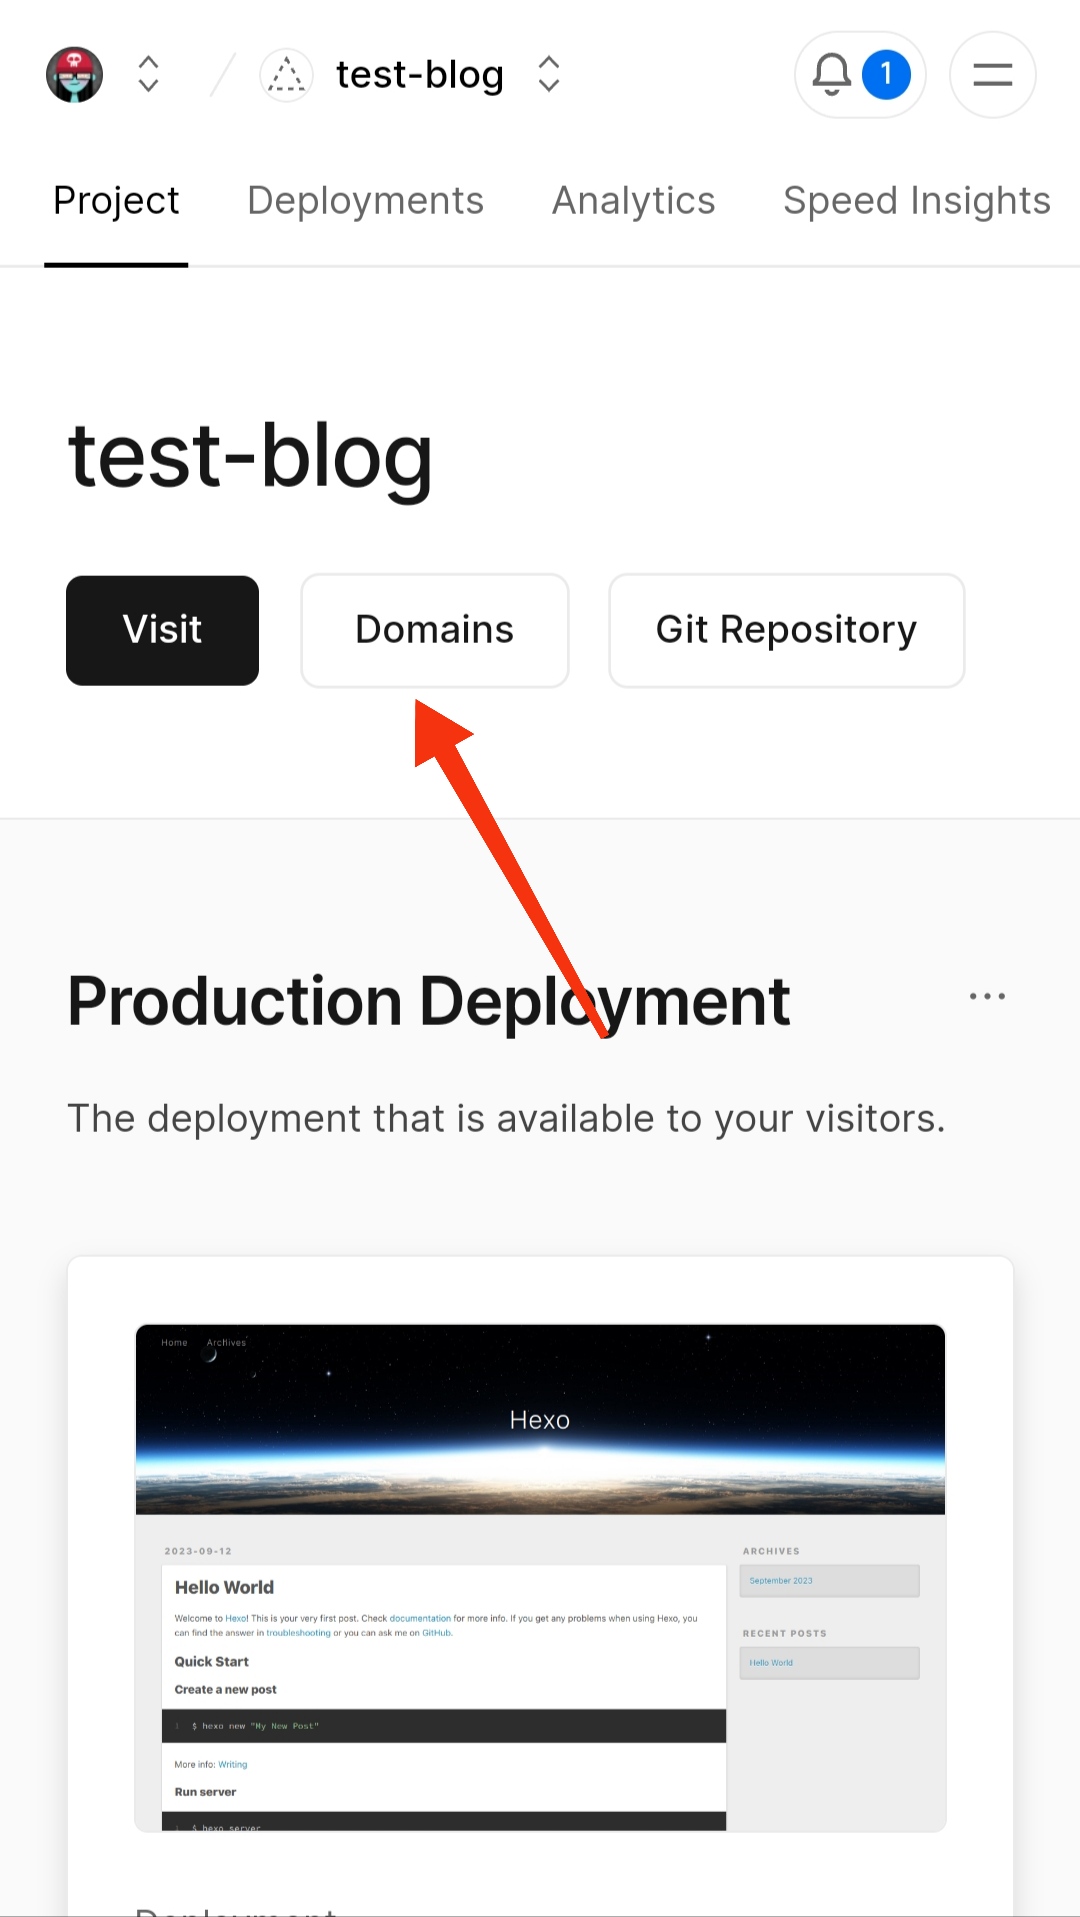 test-blog
1
Project Deployments Analytics Speed Insights
test-blog
Visit Domains Git Repository
Production Deployment
The deployment that is available to your visitors.
Home Archives
Hexo
2023-09-12
Hello World
Welcome to Hexo! This is your very first post. Check documentation for more info. If you get any problems when using Hexo, you
can find the answer in troubleshooting or you can ask me on GitHub.
Quick Start
Create a new post
1 $ hexo new "My New Post"
More info: Writing
Run server
1 $ hexo server
ARCHIVES
September 2023
RECENT POSTS
Hello World
Deployment